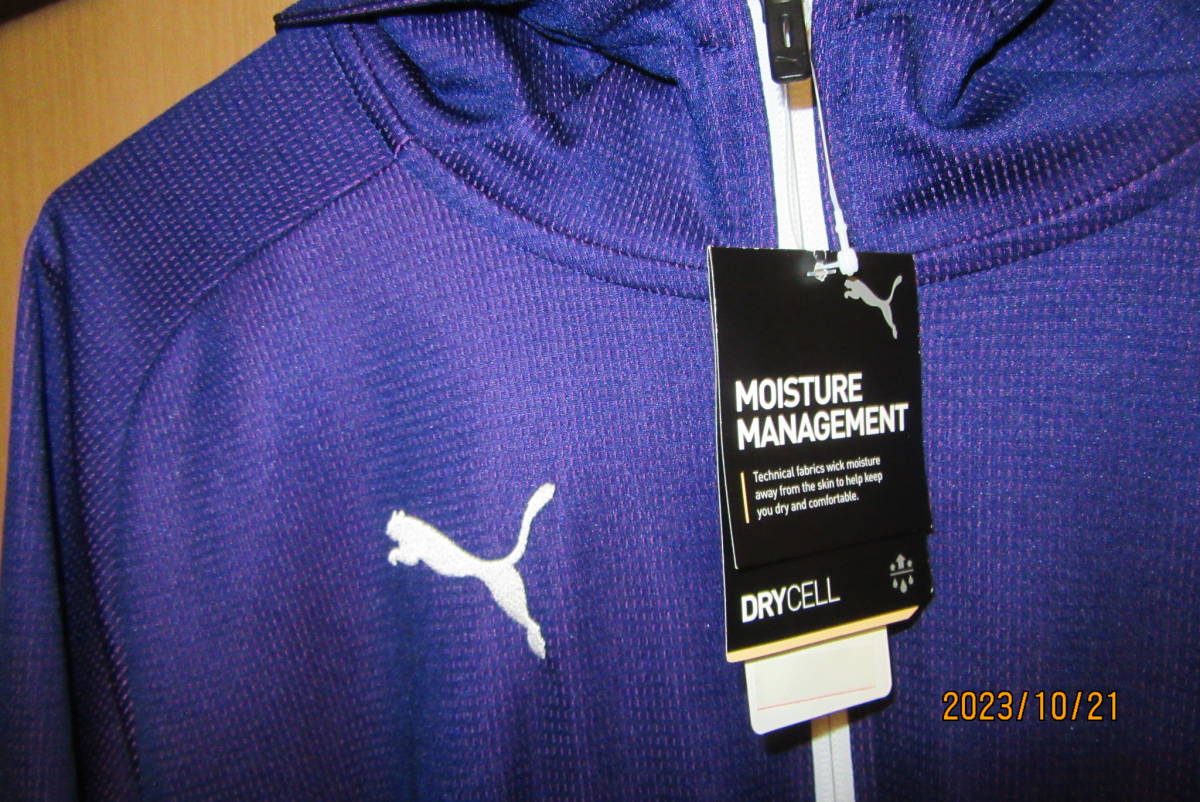 MOISTURE
MANAGEMENT
Technical fabrics wick moisture
away from the skin to help keep
you dry and comfortable.
DRYCELL
2023/10/21